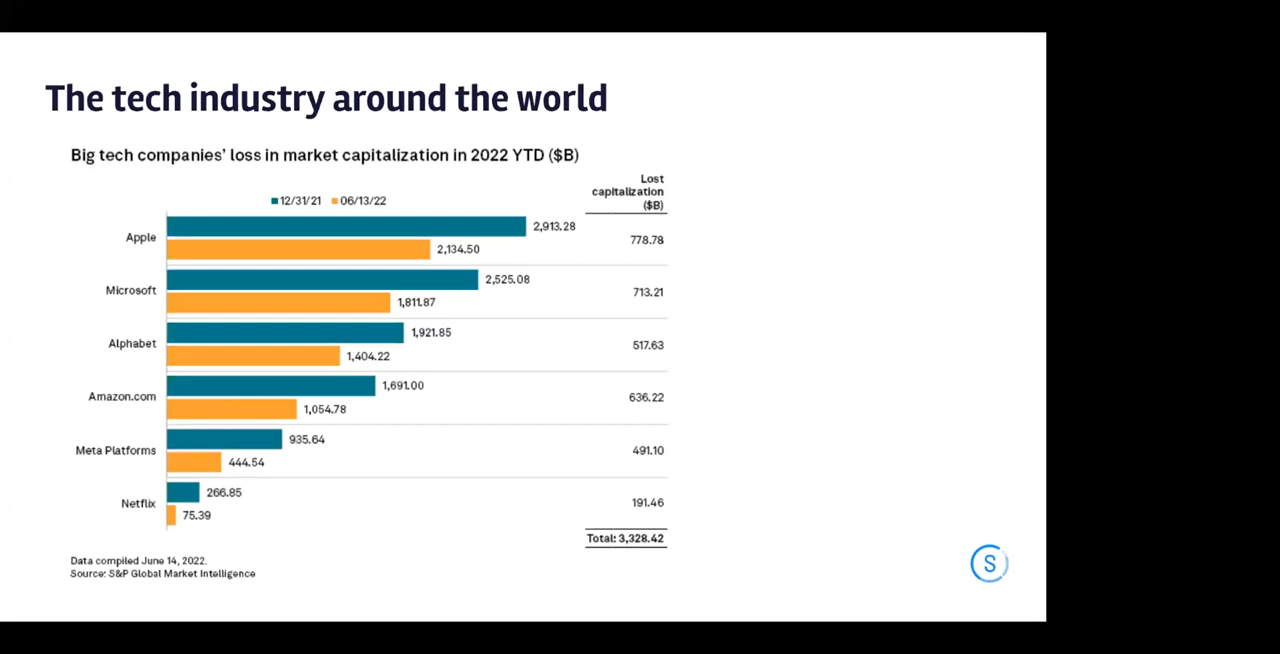 The tech industry around the world
Big tech companies' loss in market capitalization in 2022 YTD ($B)
Lost
capitalization
($B)
12/31/21 06/13/22
Apple 2,913.28
2,134.50
778.78
Microsoft 2,525.08
1,811.87
713.21
Alphabet 1,921.85
1,404.22
517.63
Amazon.com 1,691.00
1,054.78
636.22
Meta Platforms 935.64
444.54
491.10
Netflix 266.85
75.39
191.46
Total: 3,328.42
Data compiled June 14, 2022.
Source: S&P Global Market Intelligence
S